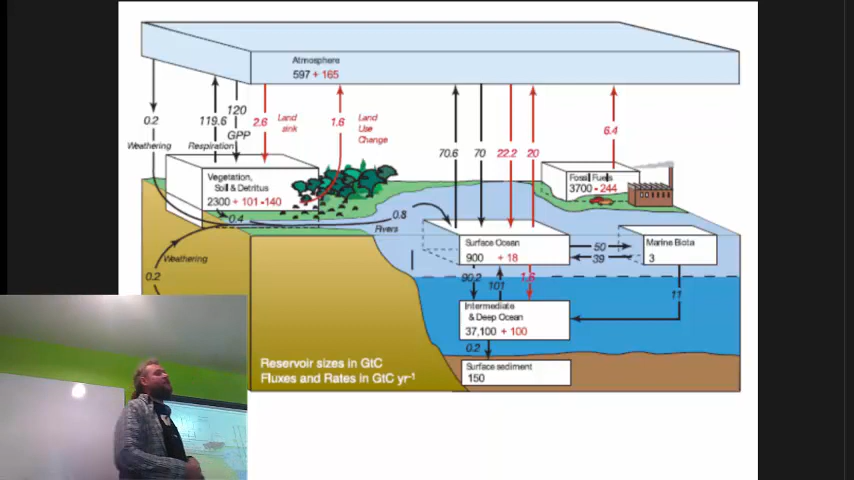 Atmosphere
597 + 165
0.2
Weathering
119.6
Respiration
120
GPP
2.6
Land
sink
1.6
Land
Use
Change
70.6
70
22.2
20
6.4
Vegetation,
Soil & Detritus
2300 + 101 -140
Fossil Fuels
3700 - 244
0.4
0.8
Rivers
Weathering
0.2
Surface Ocean
900 + 18
50
39
Marine Biota
3
90.2
101
1.6
11
Intermediate
& Deep Ocean
37,100 + 100
0.2
Surface sediment
150
Reservoir sizes in GtC
Fluxes and Rates in GtC yr⁻¹